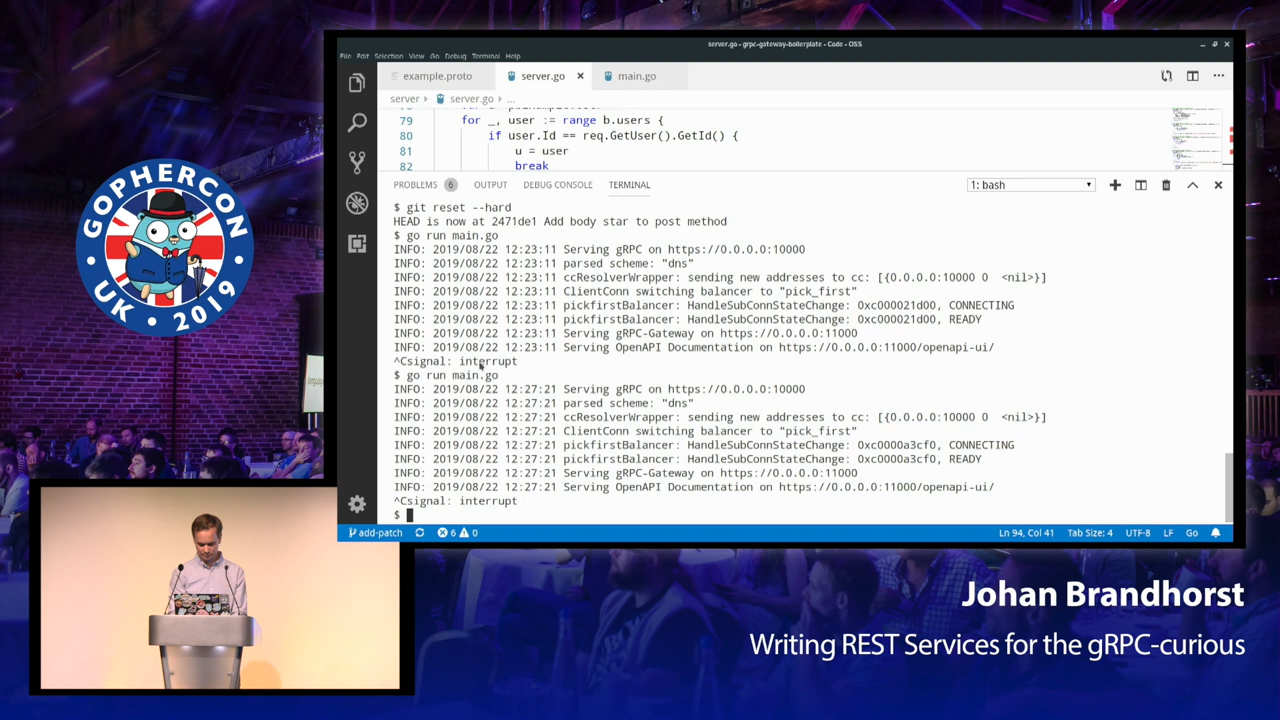 GOPHERCON
UK • 2019
server.go - grpc-gateway-boilerplate - Code - OSS
File Edit Selection View Go Debug Terminal Help
example.proto server.go main.go
server server.go ...
79 for _, user := range b.users {
80 if user.Id == req.GetUser().GetId() {
81 u = user
82 break
PROBLEMS 6 OUTPUT DEBUG CONSOLE TERMINAL 1: bash
$ git reset --hard
HEAD is now at 2471de1 Add body star to post method
$ go run main.go
INFO: 2019/08/22 12:23:11 Serving gRPC on https://0.0.0.0:10000
INFO: 2019/08/22 12:23:11 parsed scheme: "dns"
INFO: 2019/08/22 12:23:11 ccResolverWrapper: sending new addresses to cc: [{0.0.0.0:10000 0  <nil>}]
INFO: 2019/08/22 12:23:11 ClientConn switching balancer to "pick_first"
INFO: 2019/08/22 12:23:11 pickfirstBalancer: HandleSubConnStateChange: 0xc000021d00, CONNECTING
INFO: 2019/08/22 12:23:11 pickfirstBalancer: HandleSubConnStateChange: 0xc000021d00, READY
INFO: 2019/08/22 12:23:11 Serving gRPC-Gateway on https://0.0.0.0:11000
INFO: 2019/08/22 12:23:11 Serving OpenAPI Documentation on https://0.0.0.0:11000/openapi-ui/
^Csignal: interrupt
$ go run main.go
INFO: 2019/08/22 12:27:21 Serving gRPC on https://0.0.0.0:10000
INFO: 2019/08/22 12:27:21 parsed scheme: "dns"
INFO: 2019/08/22 12:27:21 ccResolverWrapper: sending new addresses to cc: [{0.0.0.0:10000 0  <nil>}]
INFO: 2019/08/22 12:27:21 ClientConn switching balancer to "pick_first"
INFO: 2019/08/22 12:27:21 pickfirstBalancer: HandleSubConnStateChange: 0xc0000a3cf0, CONNECTING
INFO: 2019/08/22 12:27:21 pickfirstBalancer: HandleSubConnStateChange: 0xc0000a3cf0, READY
INFO: 2019/08/22 12:27:21 Serving gRPC-Gateway on https://0.0.0.0:11000
INFO: 2019/08/22 12:27:21 Serving OpenAPI Documentation on https://0.0.0.0:11000/openapi-ui/
^Csignal: interrupt
$
add-patch 6 0 Ln 94, Col 41 Tab Size: 4 UTF-8 LF Go
Johan Brandhorst
Writing REST Services for the gRPC-curious